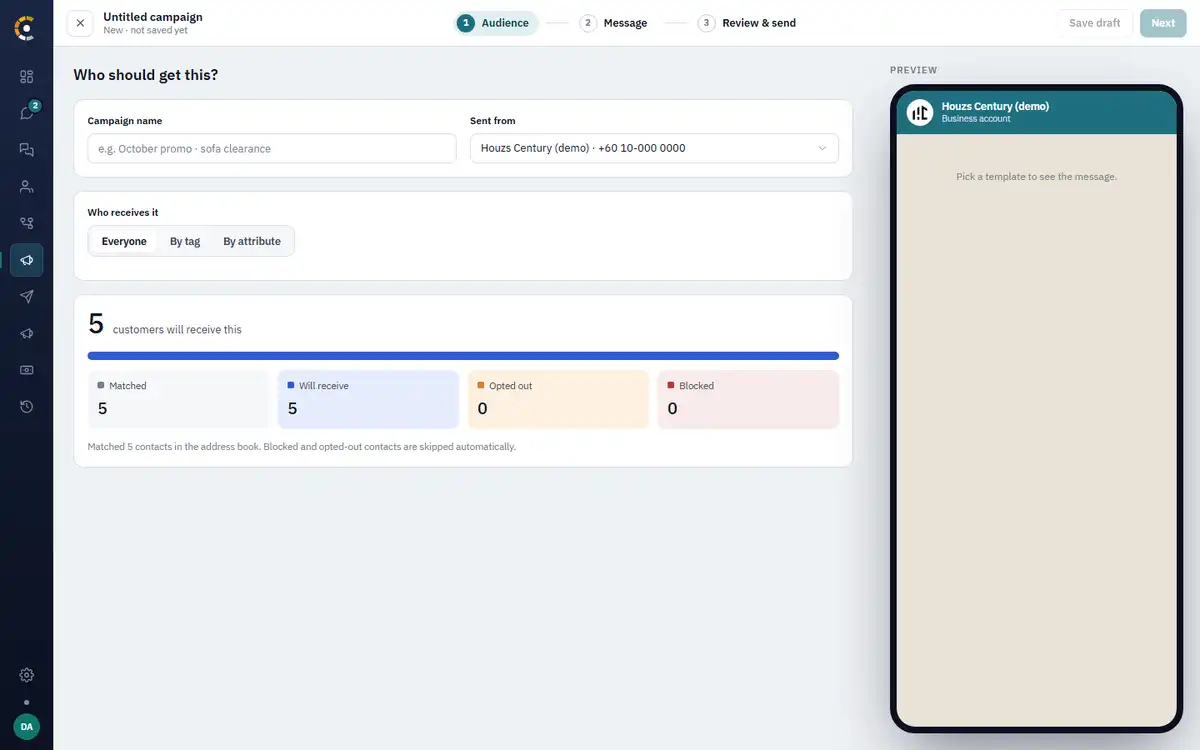 Untitled campaign
New · not saved yet
1 Audience
2 Message
3 Review & send
Save draft
Next
2
DA
Who should get this?
Campaign name
e.g. October promo · sofa clearance
Sent from
Houzs Century (demo) · +60 10-000 0000
Who receives it
Everyone
By tag
By attribute
5 customers will receive this
Matched
5
Will receive
5
Opted out
0
Blocked
0
Matched 5 contacts in the address book. Blocked and opted-out contacts are skipped automatically.
PREVIEW
Houzs Century (demo)
Business account
Pick a template to see the message.